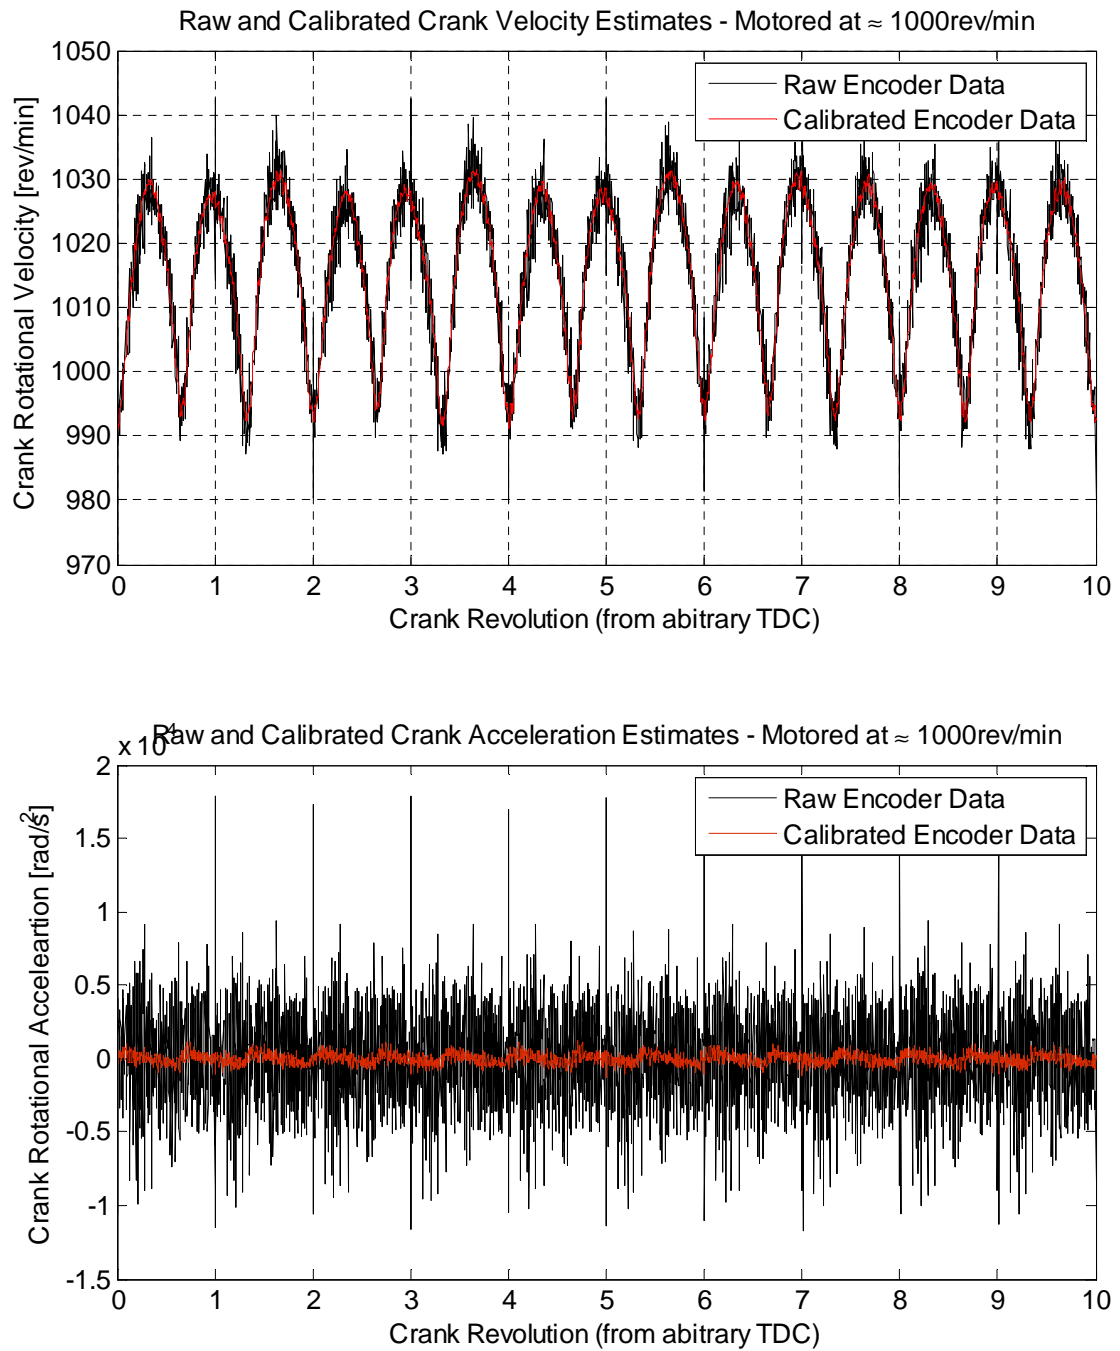 Raw and Calibrated Crank Velocity Estimates - Motored at ≈ 1000rev/min
1050
1040
1030
1020
1010
1000
990
980
970
Crank Rotational Velocity [rev/min]
Raw Encoder Data
Calibrated Encoder Data
0 1 2 3 4 5 6 7 8 9 10
Crank Revolution (from abitrary TDC)
Raw and Calibrated Crank Acceleration Estimates - Motored at ≈ 1000rev/min
x 10^4
2
1.5
1
0.5
0
-0.5
-1
-1.5
Crank Rotational Acceleartion [rad/s^2]
Raw Encoder Data
Calibrated Encoder Data
0 1 2 3 4 5 6 7 8 9 10
Crank Revolution (from abitrary TDC)